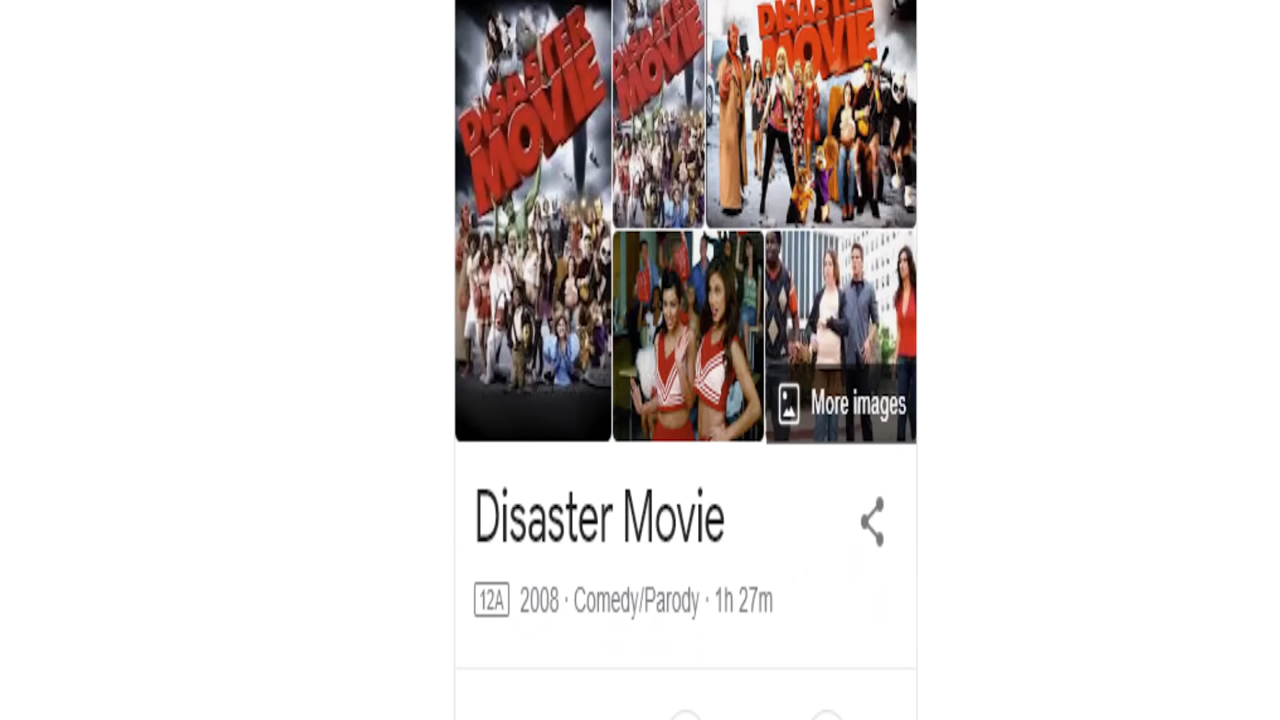 DISASTER
MOVIE
DISASTER
MOVIE
DISASTER
MOVIE
More images
Disaster Movie
12A 2008 · Comedy/Parody · 1h 27m